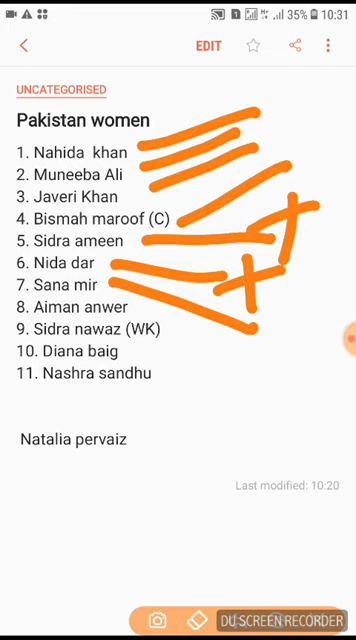 35% 10:31
EDIT
UNCATEGORISED
Pakistan women
1. Nahida khan
2. Muneeba Ali
3. Javeri Khan
4. Bismah maroof (C)
5. Sidra ameen
6. Nida dar
7. Sana mir
8. Aiman anwer
9. Sidra nawaz (WK)
10. Diana baig
11. Nashra sandhu
Natalia pervaiz
Last modified: 10:20
DU SCREEN RECORDER